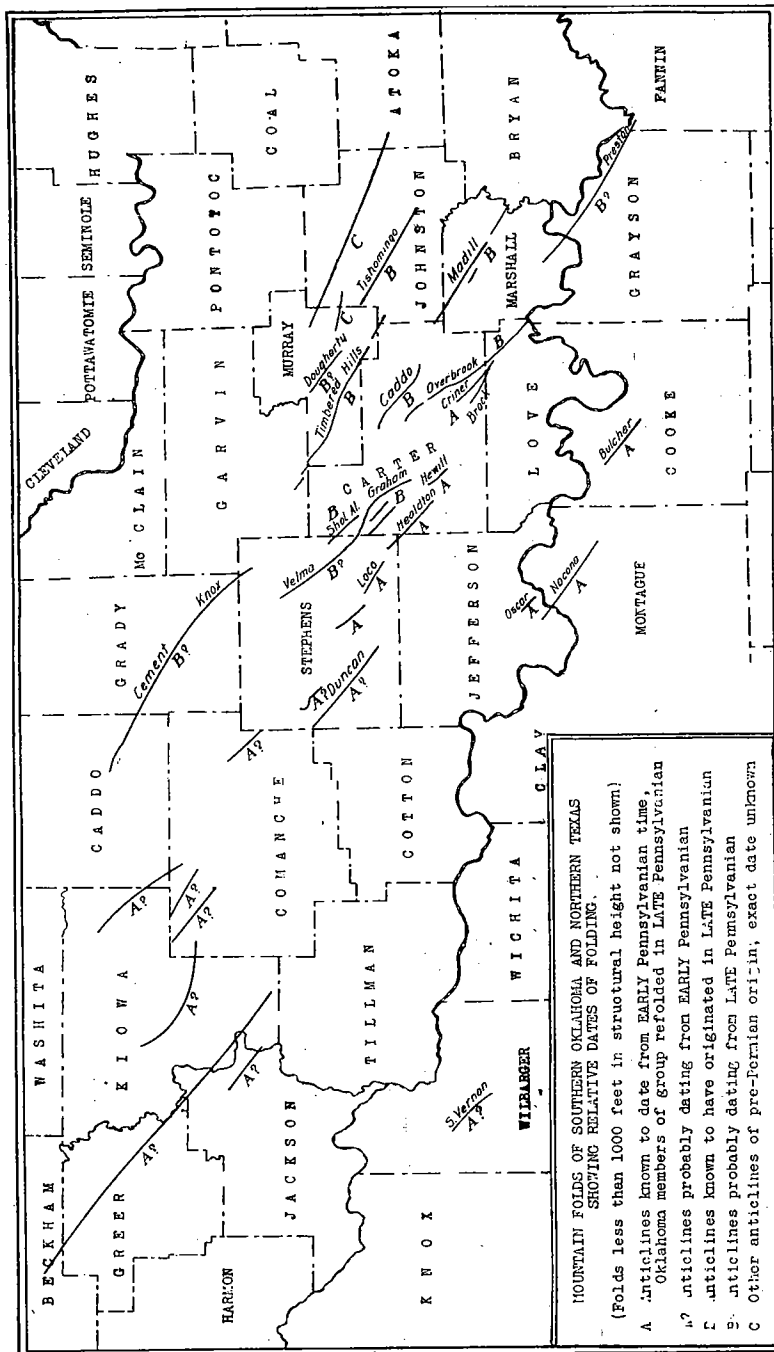 HUGHES
SEMINOLE
POTTAWATOMIE
CLEVELAND
COAL
ATOKA
PONTOTOC
Mc CLAIN
GARVIN
MURRAY
GRADY
CADDO
WASHITA
KIOWA
BECKHAM
GREER
HARMON
JACKSON
TILLMAN
COMANCHE
COTTON
STEPHENS
JEFFERSON
CARTER
LOVE
JOHNSTON
MARSHALL
BRYAN
FANNIN
GRAYSON
COOKE
MONTAGUE
CLAY
WICHITA
WILBARGER
KNOX
Knox
Cement
B?
Velma
B?
Shol Al.
B
Graham
B
Hewitt
A
Healdton
A
Loco
A
A
Duncan
A?
A?
A?
A?
A?
A?
A?
A?
A?
S. Vernon
A?
Oscar
A
Nocona
A
Bulcher
A
Dougherty
B?
Timbered Hills
B
C
C
Tishomingo
B
Madill
B
Caddo
B
Overbrook
B
Criner
A
Brock
Preston
B?
MOUNTAIN FOLDS OF SOUTHERN OKLAHOMA AND NORTHERN TEXAS
SHOWING RELATIVE DATES OF FOLDING.
(Folds less than 1000 feet in structural height not shown)
A Anticlines known to date from EARLY Pennsylvanian time,
Oklahoma members of group refolded in LATE Pennsylvanian
A? Anticlines probably dating from EARLY Pennsylvanian
B Anticlines known to have originated in LATE Pennsylvanian
B? Anticlines probably dating from LATE Pennsylvanian
C Other anticlines of pre-Permian origin; exact date unknown